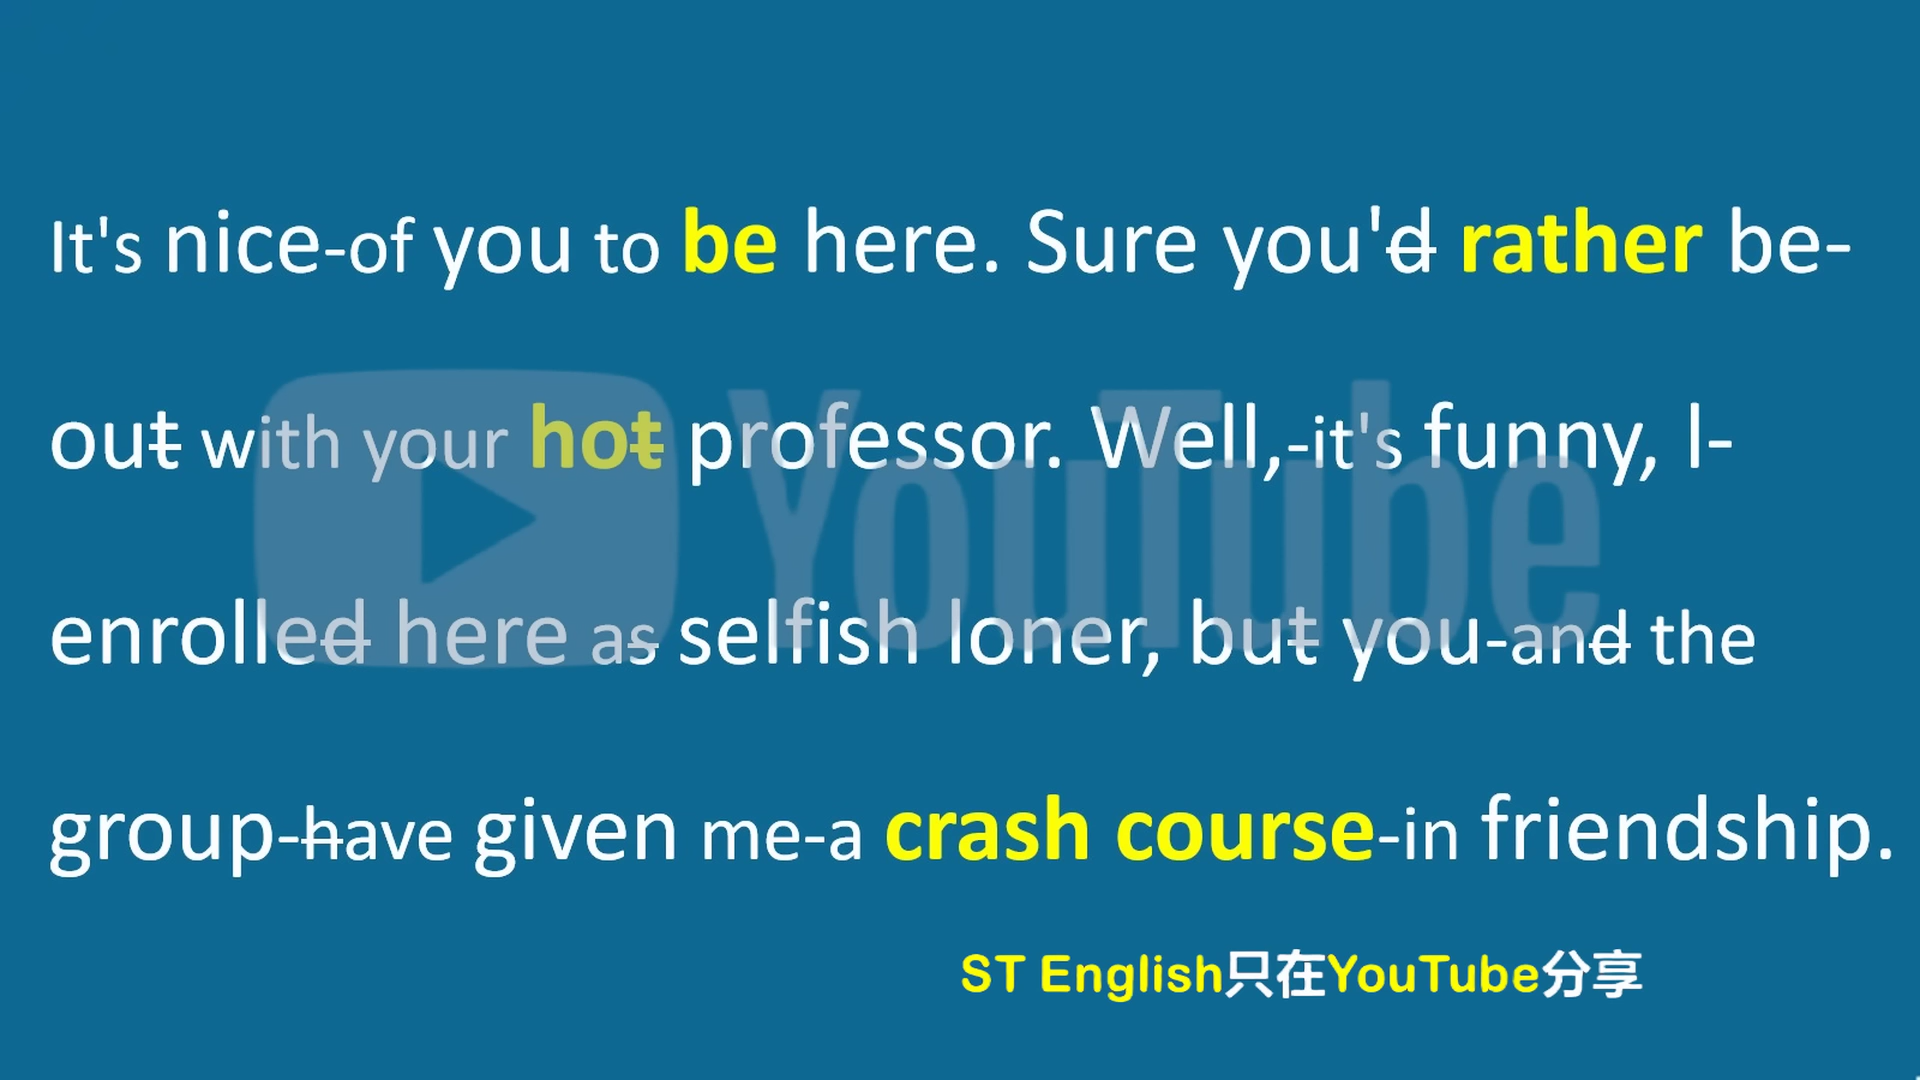 It's nice-of you to be here. Sure you'd rather be-
out with your hot professor. Well,-it's funny, I-
YouTube
enrolled here as selfish loner, but you-and the
group-have given me-a crash course-in friendship.
ST English只在YouTube分享